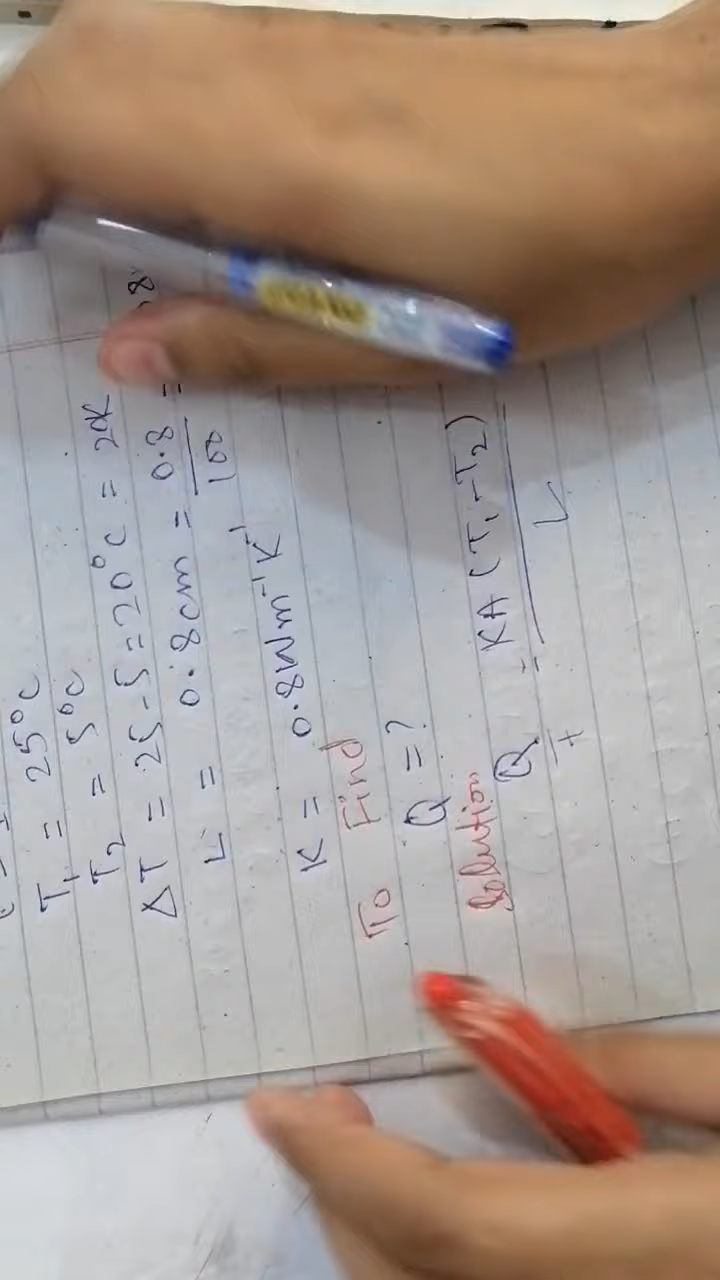 T₁ = 25°C
T₂ = 5°C
ΔT = 25-5 = 20°C = 20K
L = 0.8cm = 0.8/100 =
K = 0.8Wm⁻¹K⁻¹
To Find
Q = ?
Solution
Q/t = KA(T₁-T₂)/L